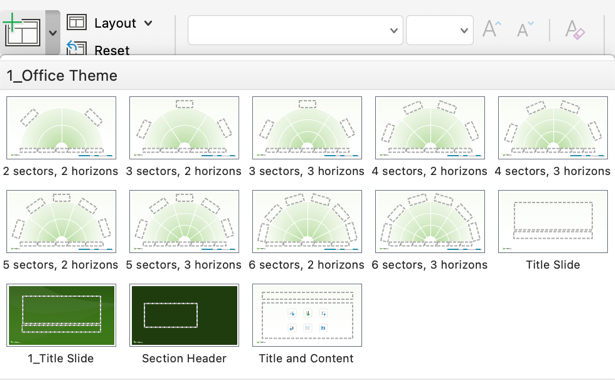 Layout
Reset
1_Office Theme
2 sectors, 2 horizons
3 sectors, 2 horizons
3 sectors, 3 horizons
4 sectors, 2 horizons
4 sectors, 3 horizons
5 sectors, 2 horizons
5 sectors, 3 horizons
6 sectors, 2 horizons
6 sectors, 3 horizons
Title Slide
1_Title Slide
Section Header
Title and Content